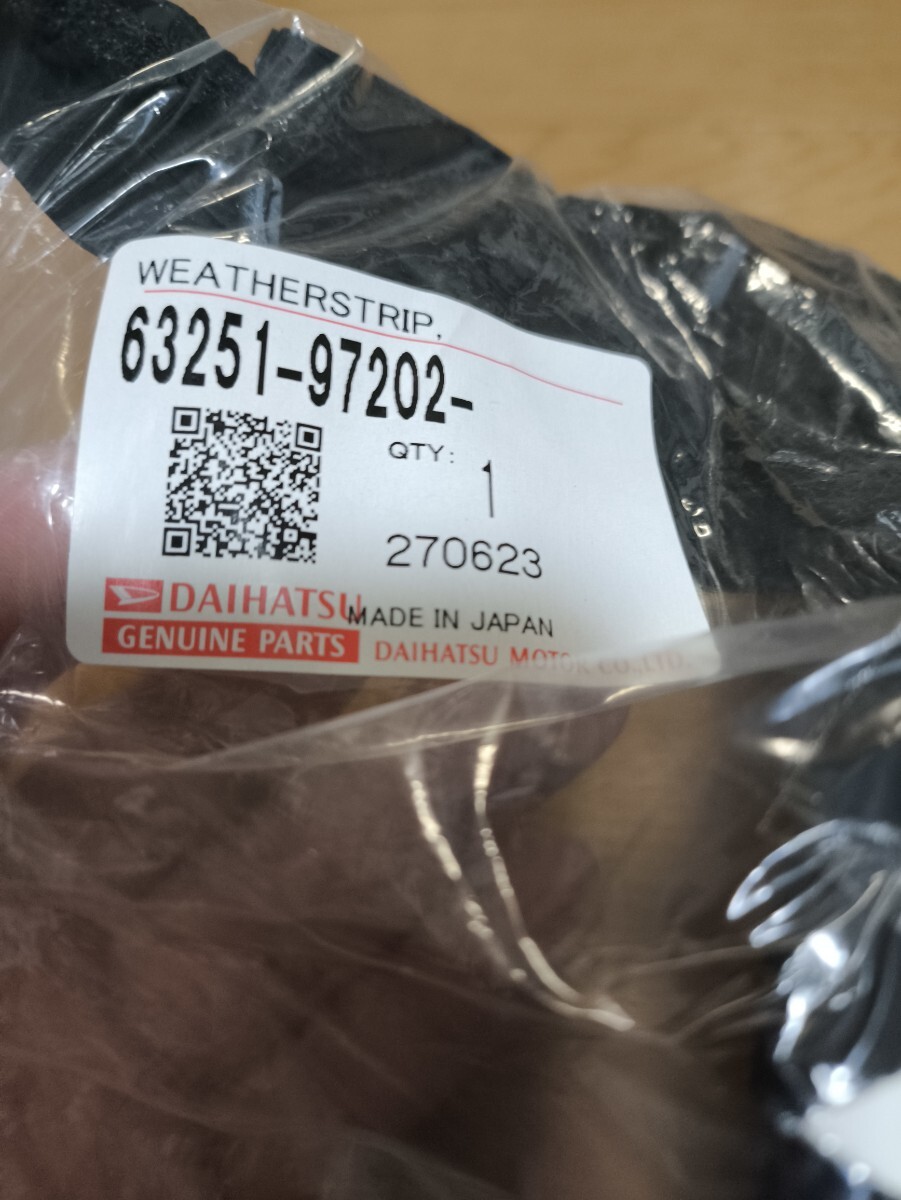 WEATHERSTRIP,
63251-97202-
QTY: 1
270623
DAIHATSU
MADE IN JAPAN
GENUINE PARTS
DAIHATSU MOTOR CO.,LTD.